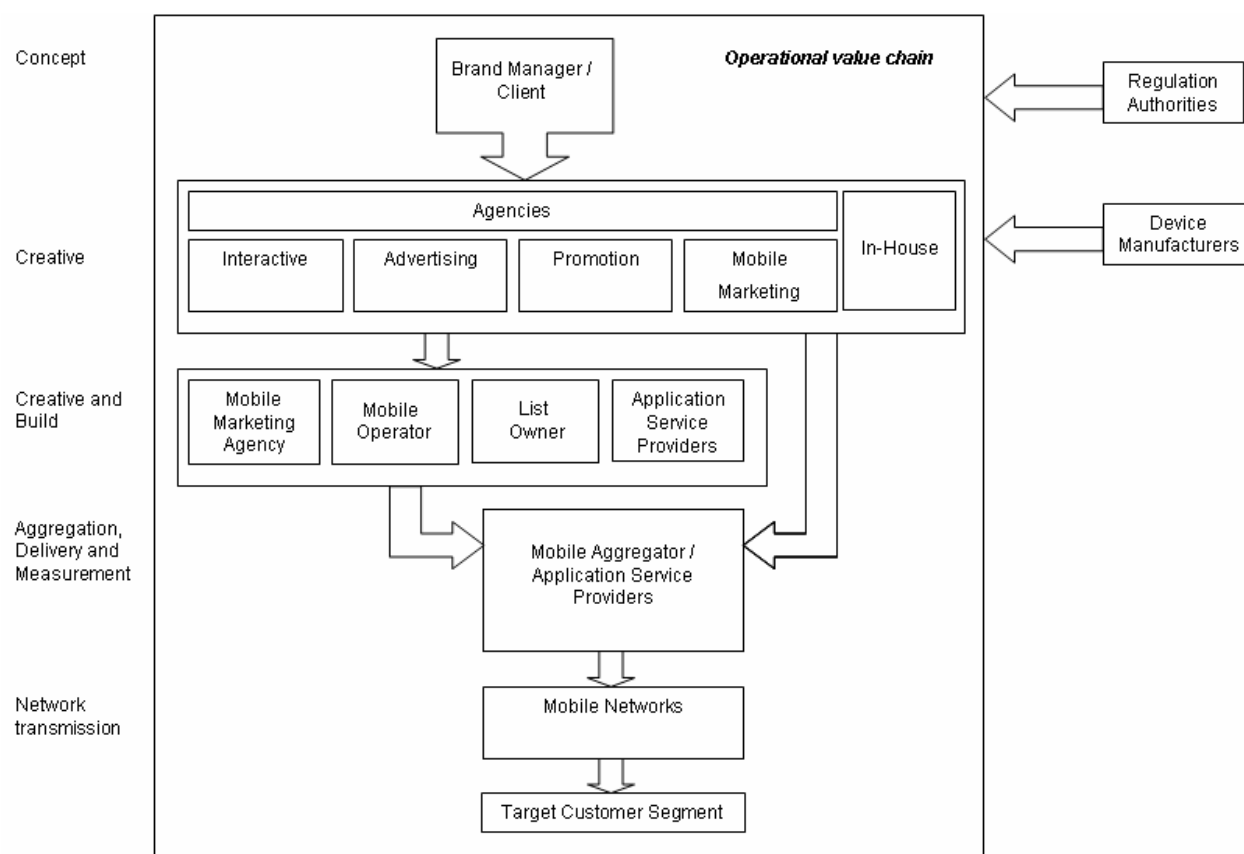 Concept
Brand Manager /
Client
Operational value chain
Regulation
Authorities
Agencies
In-House
Device
Manufacturers
Creative
Interactive
Advertising
Promotion
Mobile
Marketing
Creative and
Build
Mobile
Marketing
Agency
Mobile
Operator
List
Owner
Application
Service
Providers
Aggregation,
Delivery and
Measurement
Mobile Aggregator /
Application Service
Providers
Network
transmission
Mobile Networks
Target Customer Segment